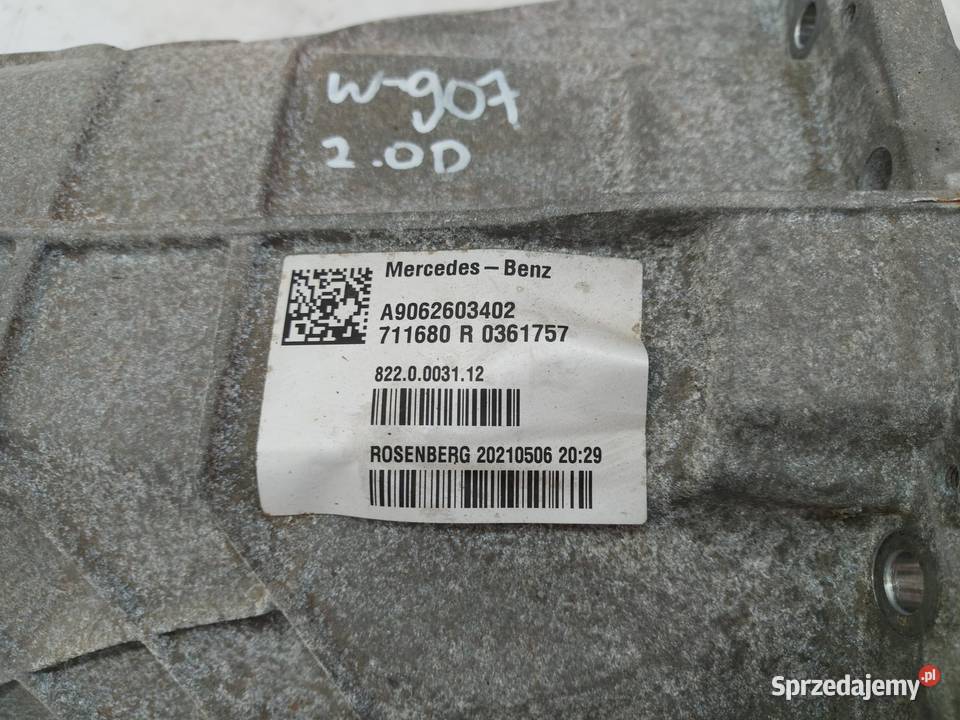 W-907
2.0D
Mercedes – Benz
A9062603402
711680 R 0361757
822.0.0031.12
ROSENBERG 20210506 20:29
Sprzedajemy.pl